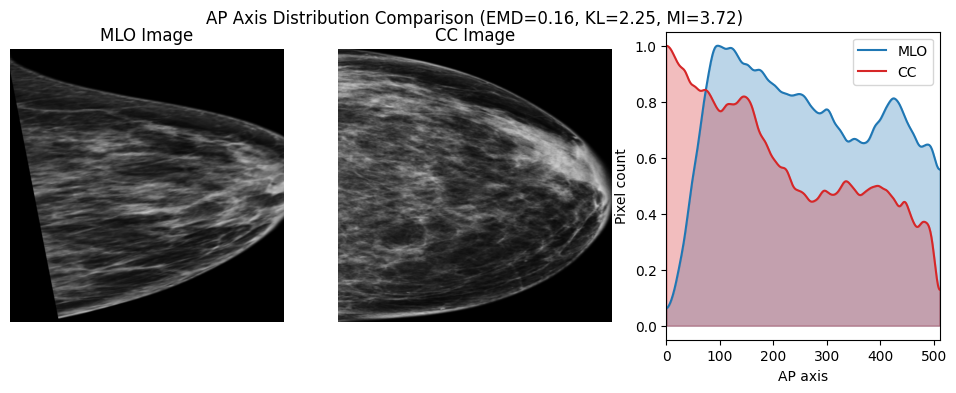 AP Axis Distribution Comparison (EMD=0.16, KL=2.25, MI=3.72)
MLO Image
CC Image
MLO
CC
Pixel count
1.0
0.8
0.6
0.4
0.2
0.0
0 100 200 300 400 500
AP axis